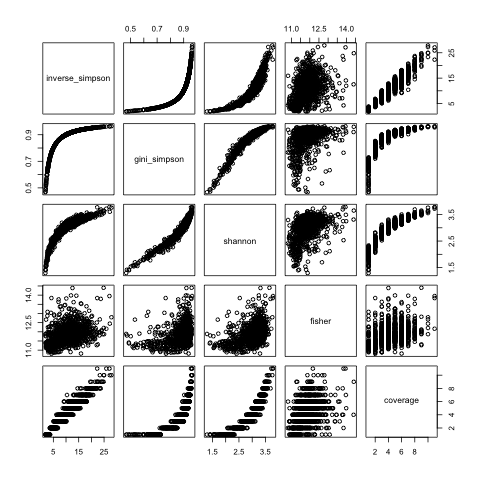 0.5 0.7 0.9 11.0 12.5 14.0
inverse_simpson 5 15 25
0.5 0.7 0.9 gini_simpson
shannon 1.5 2.5 3.5
11.0 12.5 14.0 fisher
coverage 2 4 6 8
5 15 25 1.5 2.5 3.5 2 4 6 8